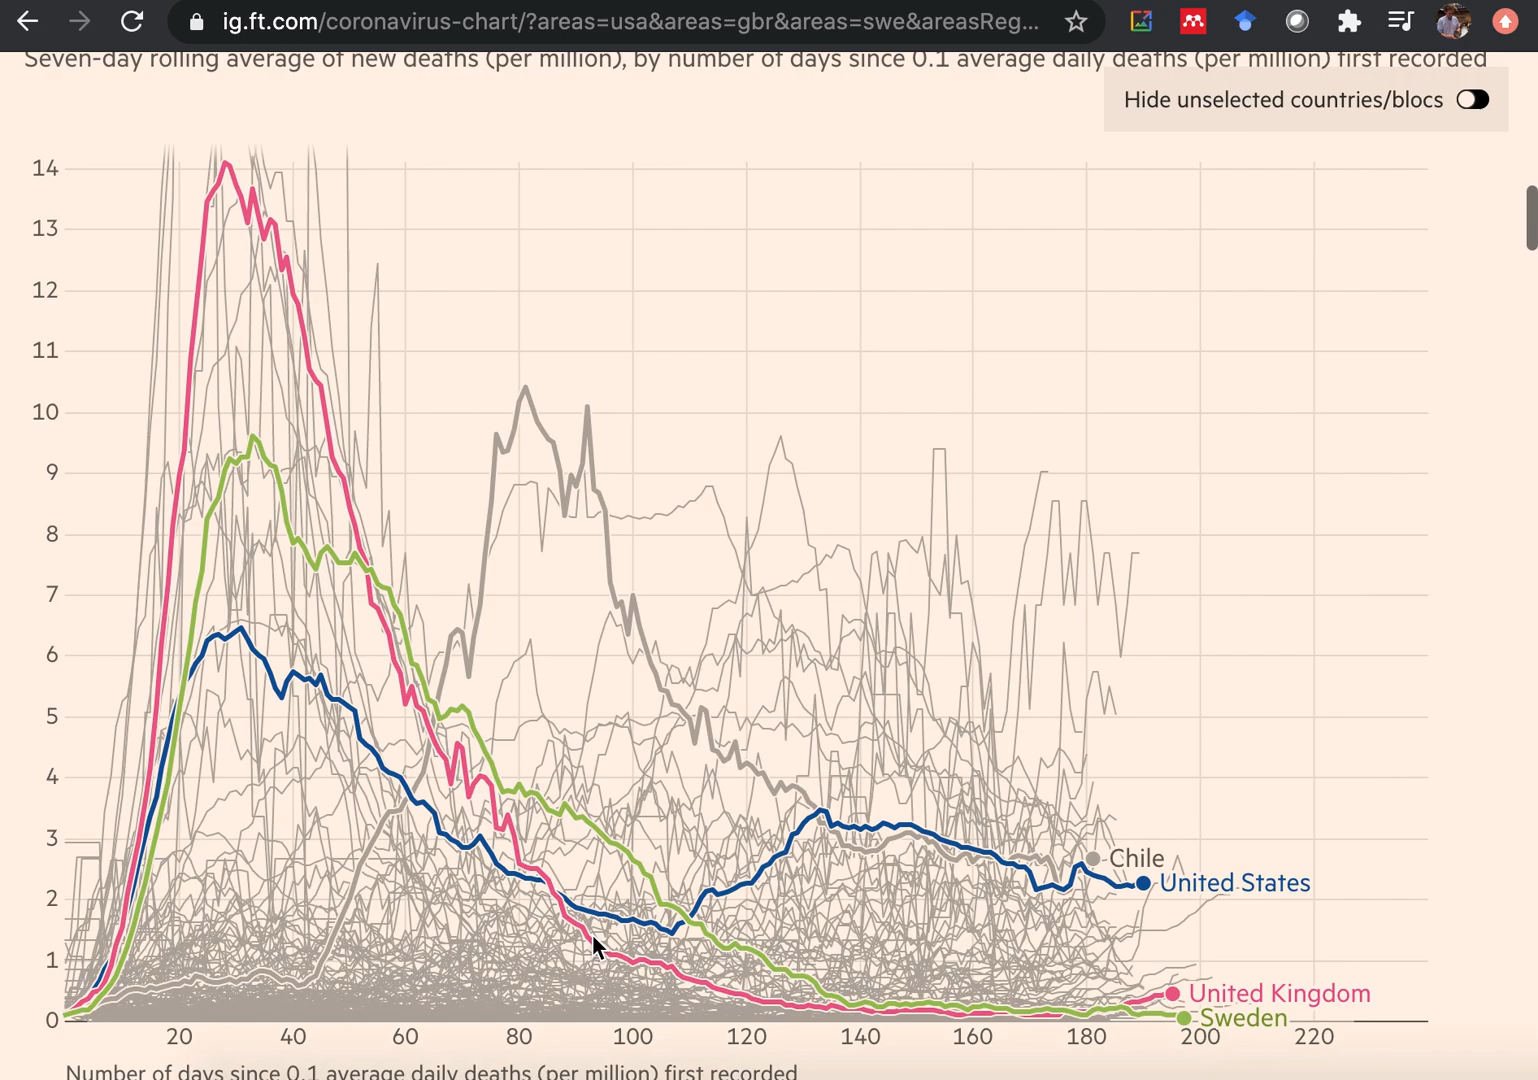 ig.ft.com/coronavirus-chart/?areas=usa&areas=gbr&areas=swe&areasReg...
Seven-day rolling average of new deaths (per million), by number of days since 0.1 average daily deaths (per million) first recorded
Hide unselected countries/blocs
14
13
12
11
10
9
8
7
6
5
4
3
2
1
0
Chile
United States
United Kingdom
Sweden
20 40 60 80 100 120 140 160 180 200 220
Number of days since 0.1 average daily deaths (per million) first recorded